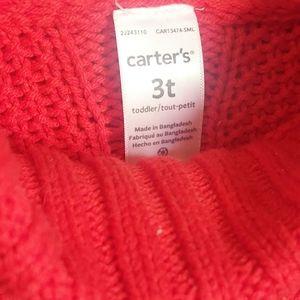 22243110 CAR13474-SML
carter's®
3t
toddler/tout-petit
Made in Bangladesh
Fabriqué au Bangladesh
Hecho en Bangladesh